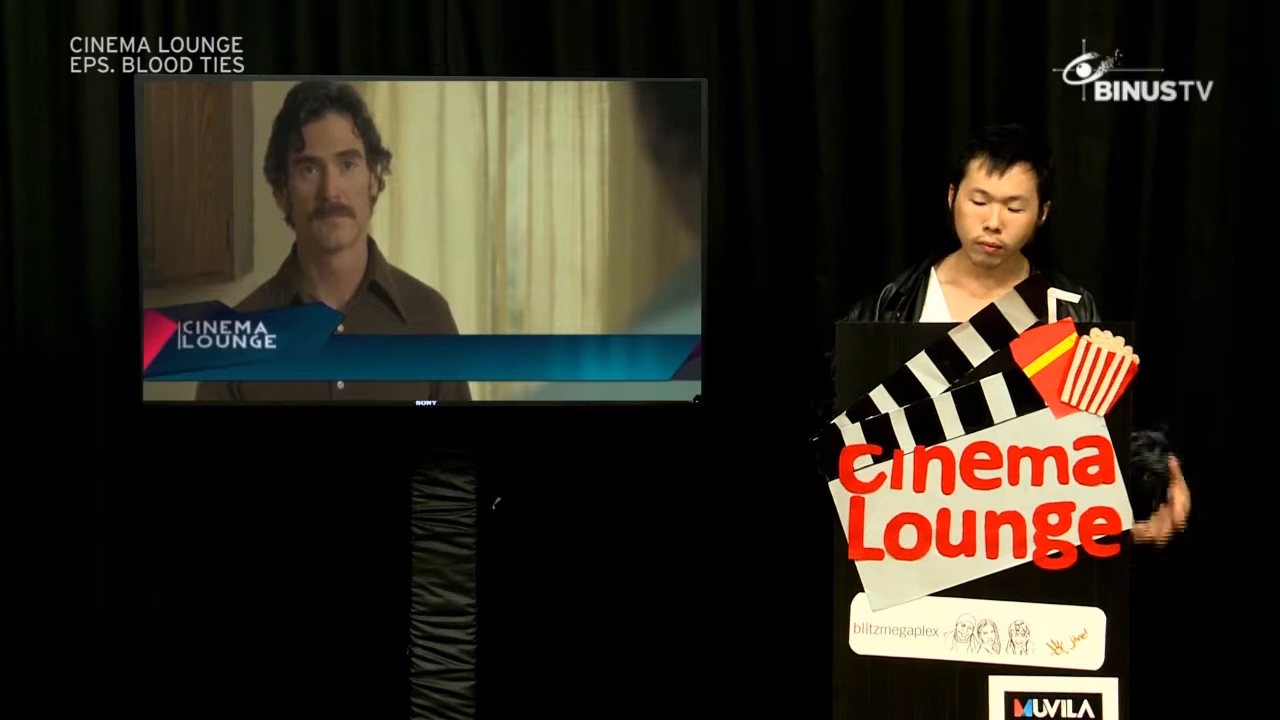 CINEMA LOUNGE
EPS. BLOOD TIES
BINUSTV
CINEMA
LOUNGE
SONY
Cinema
Lounge
blitzmegaplex
MUVILA